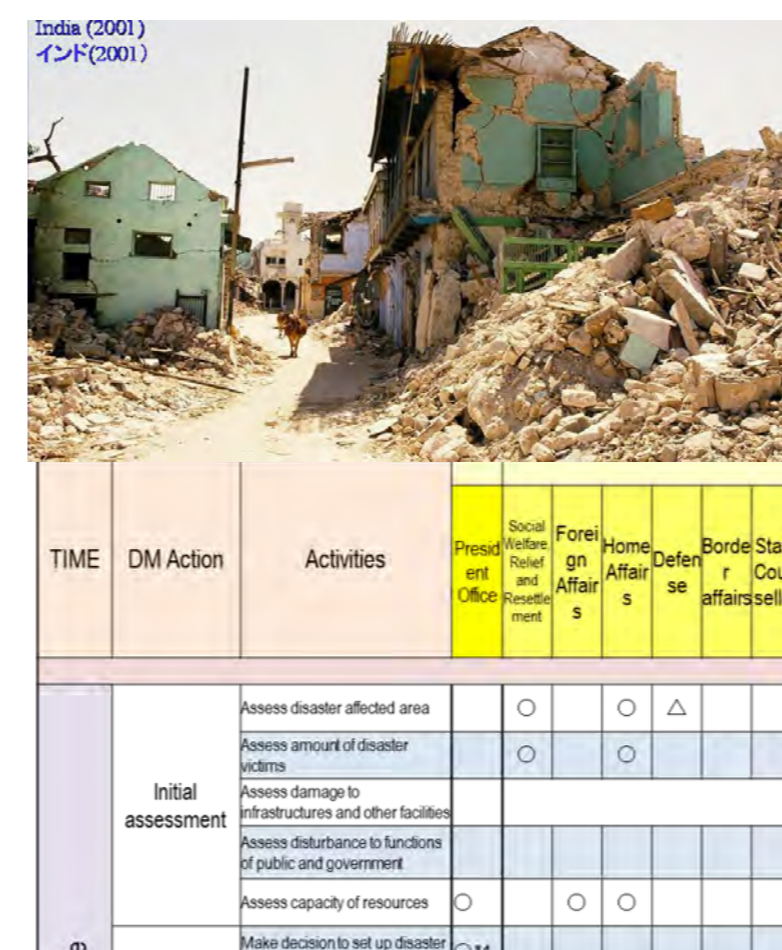 India (2001)
インド(2001)
TIME
DM Action
Activities
Presid
ent
Office
Social
Welfare,
Relief
and
Resettle
ment
Forei
gn
Affair
s
Home
Affair
s
Defen
se
Borde
r
affairs
Assess disaster affected area ○ ○ △
Assess amount of disaster
victims ○ ○
Initial
assessment
Assess damage to
infrastructures and other facilities
Assess disturbance to functions
of public and government
Assess capacity of resources ○ ○ ○
Make decision to set up disaster